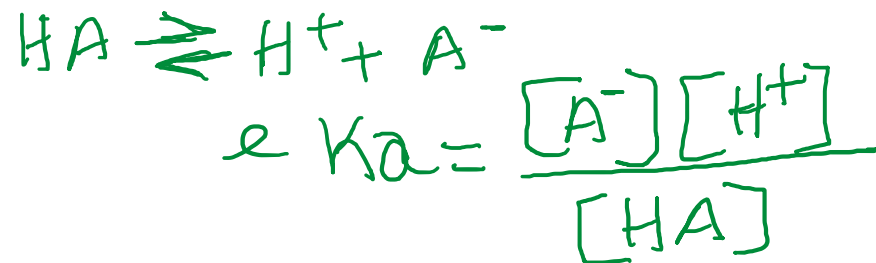 HA ⇌ H⁺ + A⁻
e Ka = [A⁻][H⁺]
[HA]